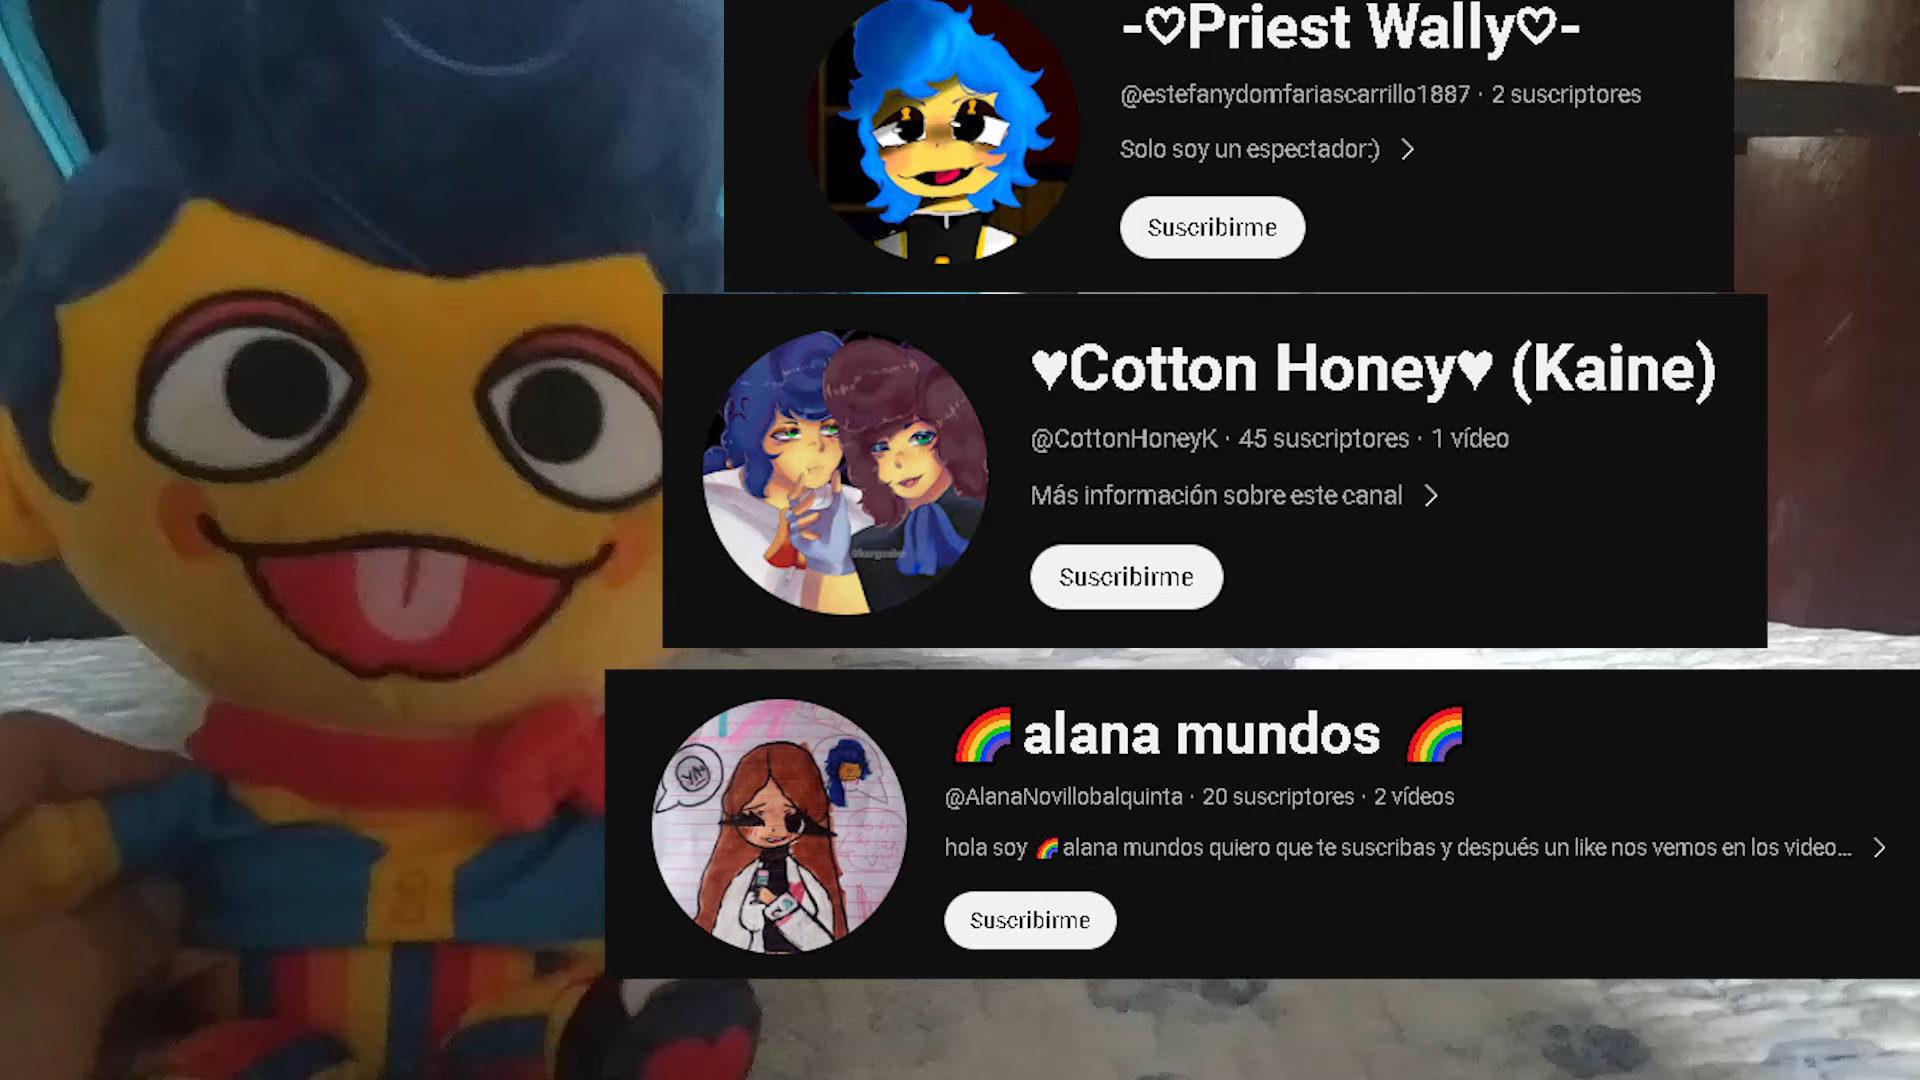 -♡Priest Wally♡-
@estefanydomfariascarrillo1887 · 2 suscriptores
Solo soy un espectador:)
Suscribirme
♥Cotton Honey♥ (Kaine)
@CottonHoneyK · 45 suscriptores · 1 vídeo
Más información sobre este canal
Suscribirme
🌈 alana mundos 🌈
@AlanaNovillobalquinta · 20 suscriptores · 2 vídeos
hola soy 🌈 alana mundos quiero que te suscribas y después un like nos vemos en los video...
Suscribirme